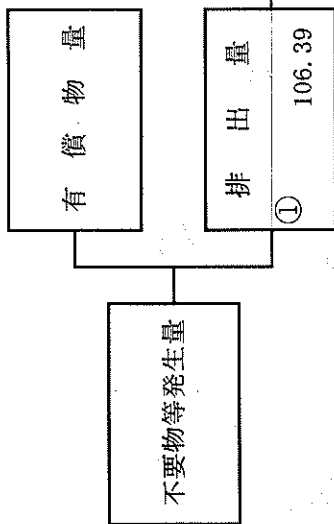 有償物量
不要物等発生量
排出量
①
106.39